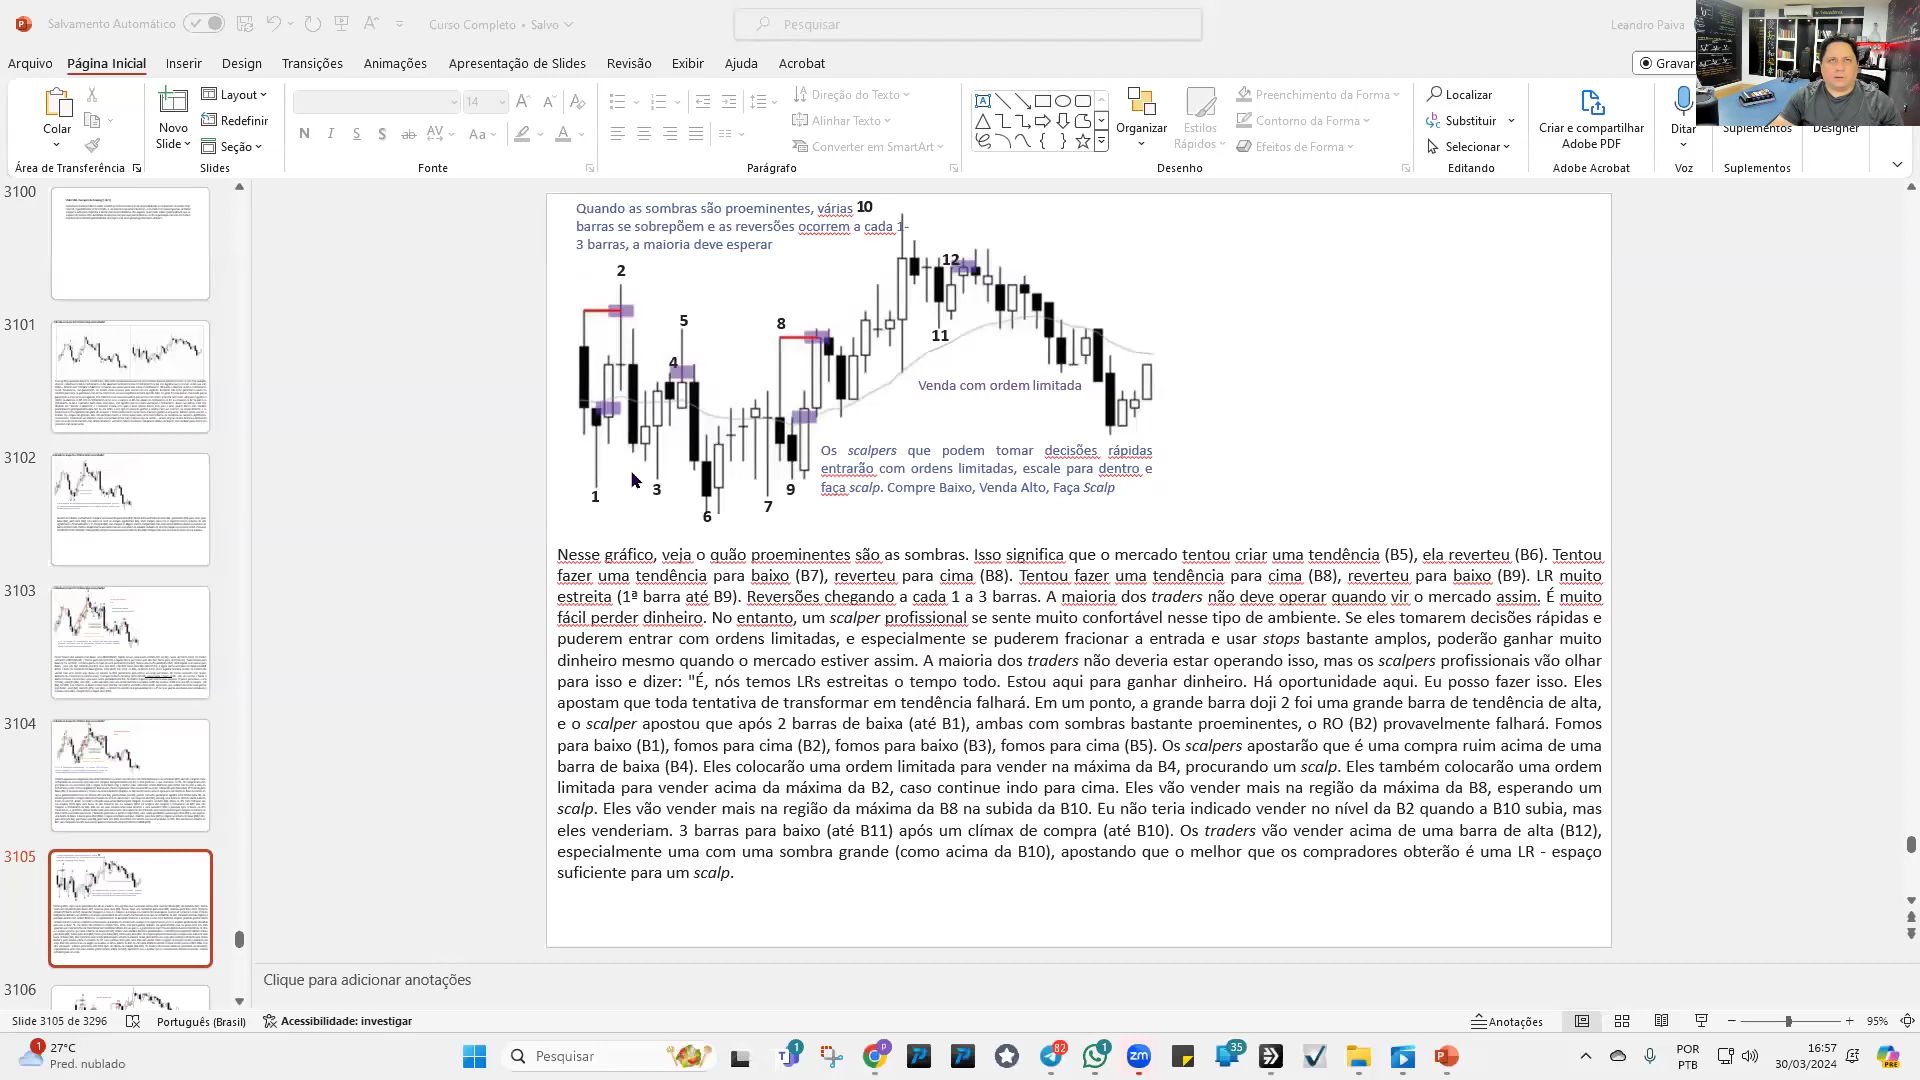 Salvamento Automático
Curso Completo • Salvo
Pesquisar
Leandro Paiva
Arquivo
Página Inicial
Inserir
Design
Transições
Animações
Apresentação de Slides
Revisão
Exibir
Ajuda
Acrobat
Gravar
Colar
Novo
Slide
Layout
Redefinir
Seção
14
N
I
S
S
ab
AV
Aa
A
Direção do Texto
Alinhar Texto
Converter em SmartArt
Organizar
Estilos
Rápidos
Preenchimento da Forma
Contorno da Forma
Efeitos de Forma
Localizar
Substituir
Selecionar
Criar e compartilhar
Adobe PDF
Ditar
Suplementos
Designer
Área de Transferência
Slides
Fonte
Parágrafo
Desenho
Editando
Adobe Acrobat
Voz
Suplementos
3100
3101
3102
3103
3104
3105
3106
Quando as sombras são proeminentes, várias 10
barras se sobrepõem e as reversões ocorrem a cada 1-
3 barras, a maioria deve esperar
2
12
5
8
11
4
Venda com ordem limitada
Os scalpers que podem tomar decisões rápidas
entrarão com ordens limitadas, escale para dentro e
faça scalp. Compre Baixo, Venda Alto, Faça Scalp
1
3
9
7
6
Nesse gráfico, veja o quão proeminentes são as sombras. Isso significa que o mercado tentou criar uma tendência (B5), ela reverteu (B6). Tentou
fazer uma tendência para baixo (B7), reverteu para cima (B8). Tentou fazer uma tendência para cima (B8), reverteu para baixo (B9). LR muito
estreita (1ª barra até B9). Reversões chegando a cada 1 a 3 barras. A maioria dos traders não deve operar quando vir o mercado assim. É muito
fácil perder dinheiro. No entanto, um scalper profissional se sente muito confortável nesse tipo de ambiente. Se eles tomarem decisões rápidas e
puderem entrar com ordens limitadas, e especialmente se puderem fracionar a entrada e usar stops bastante amplos, poderão ganhar muito
dinheiro mesmo quando o mercado estiver assim. A maioria dos traders não deveria estar operando isso, mas os scalpers profissionais vão olhar
para isso e dizer: "É, nós temos LRs estreitas o tempo todo. Estou aqui para ganhar dinheiro. Há oportunidade aqui. Eu posso fazer isso. Eles
apostam que toda tentativa de transformar em tendência falhará. Em um ponto, a grande barra doji 2 foi uma grande barra de tendência de alta,
e o scalper apostou que após 2 barras de baixa (até B1), ambas com sombras bastante proeminentes, o RO (B2) provavelmente falhará. Fomos
para baixo (B1), fomos para cima (B2), fomos para baixo (B3), fomos para cima (B5). Os scalpers apostarão que é uma compra ruim acima de uma
barra de baixa (B4). Eles colocarão uma ordem limitada para vender na máxima da B4, procurando um scalp. Eles também colocarão uma ordem
limitada para vender acima da máxima da B2, caso continue indo para cima. Eles vão vender mais na região da máxima da B8, esperando um
scalp. Eles vão vender mais na região da máxima da B8 na subida da B10. Eu não teria indicado vender no nível da B2 quando a B10 subia, mas
eles venderiam. 3 barras para baixo (até B11) após um clímax de compra (até B10). Os traders vão vender acima de uma barra de alta (B12),
especialmente uma com uma sombra grande (como acima da B10), apostando que o melhor que os compradores obterão é uma LR - espaço
suficiente para um scalp.
Clique para adicionar anotações
Slide 3105 de 3296
Português (Brasil)
Acessibilidade: investigar
Anotações
95%
1
27°C
Pred. nublado
Pesquisar
1
P
82
1
zm
35
POR
PTB
16:57
30/03/2024
PRE